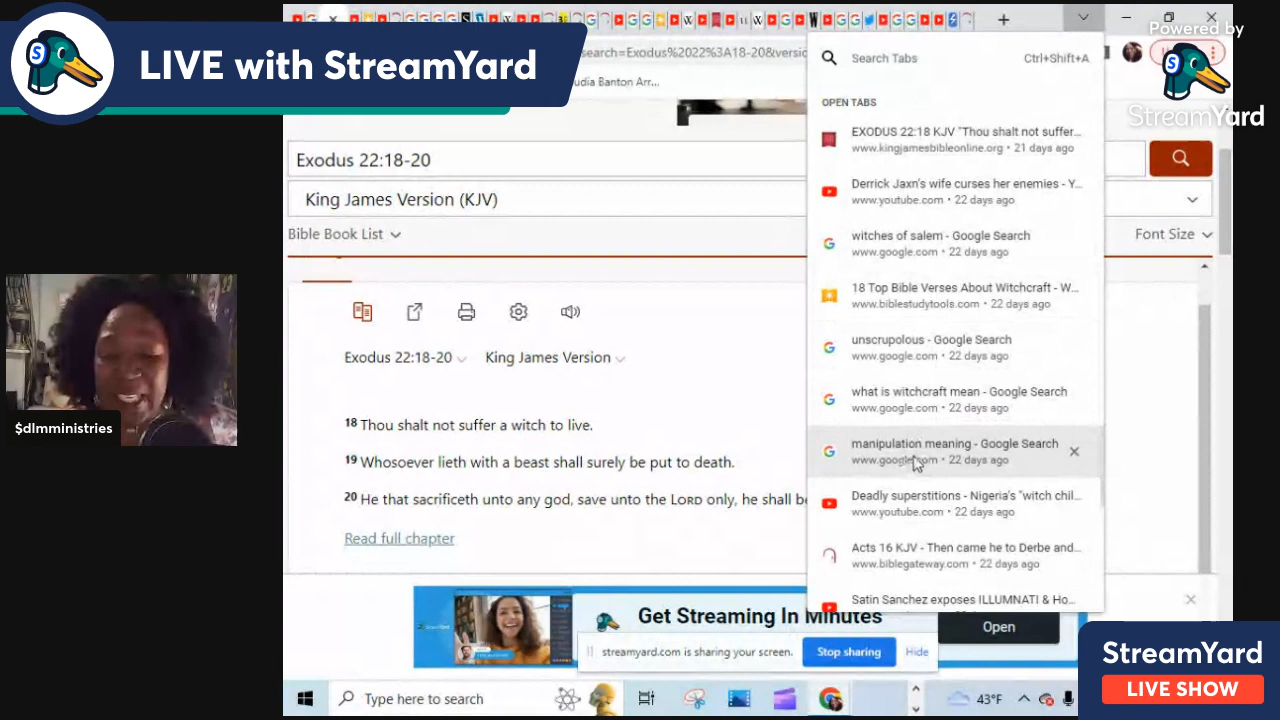 LIVE with StreamYard
search=Exodus%2022%3A18-20&versi
Powered by
StreamYard
udia Banton Arr...
Search Tabs
Ctrl+Shift+A
OPEN TABS
EXODUS 22:18 KJV "Thou shalt not suffer...
www.kingjamesbibleonline.org • 21 days ago
Exodus 22:18-20
Derrick Jaxn's wife curses her enemies - Y...
www.youtube.com • 22 days ago
King James Version (KJV)
Bible Book List
witches of salem - Google Search
www.google.com • 22 days ago
Font Size
18 Top Bible Verses About Witchcraft - W...
www.biblestudytools.com • 22 days ago
unscrupolous - Google Search
www.google.com • 22 days ago
Exodus 22:18-20
King James Version
what is witchcraft mean - Google Search
www.google.com • 22 days ago
$dlmministries
18 Thou shalt not suffer a witch to live.
manipulation meaning - Google Search
www.google.com • 22 days ago
19 Whosoever lieth with a beast shall surely be put to death.
20 He that sacrificeth unto any god, save unto the LORD only, he shall be
Deadly superstitions - Nigeria's "witch chil...
www.youtube.com • 22 days ago
Read full chapter
Acts 16 KJV - Then came he to Derbe and...
www.biblegateway.com • 22 days ago
Satin Sanchez exposes ILLUMNATI & Ho...
Get Streaming In Minutes
Open
streamyard.com is sharing your screen.
Stop sharing
Hide
StreamYard
LIVE SHOW
Type here to search
43°F